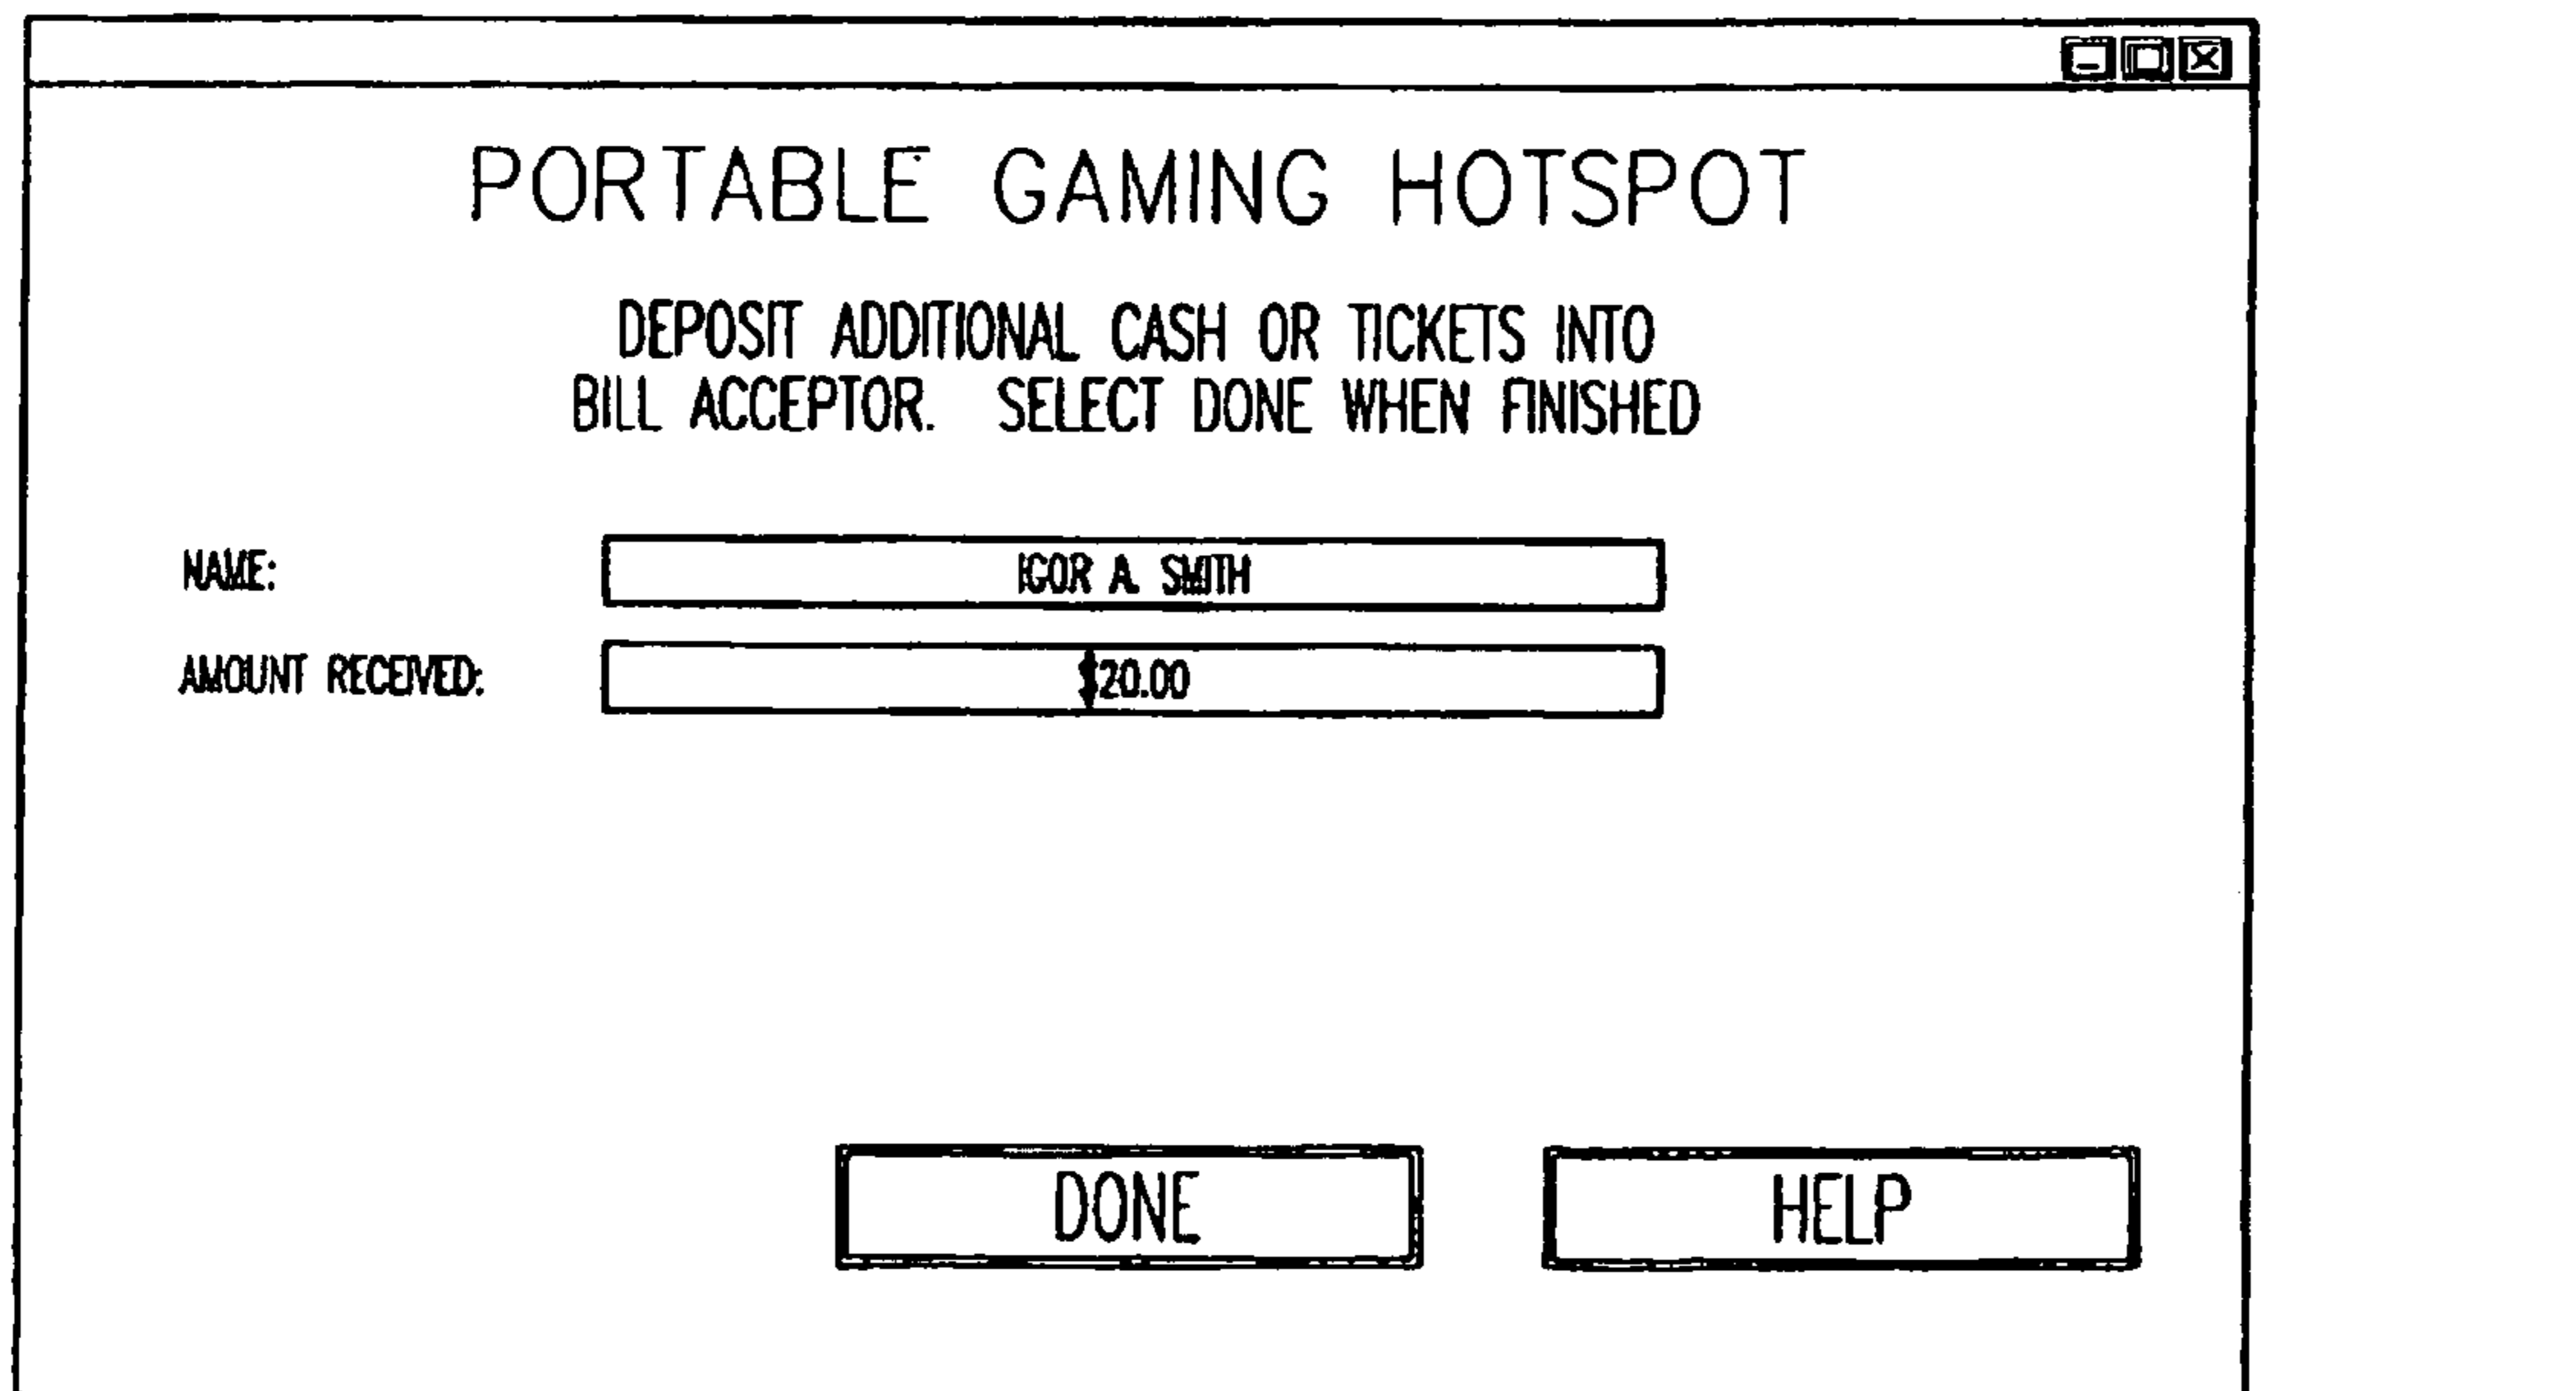 PORTABLE GAMING HOTSPOT
DEPOSIT ADDITIONAL CASH OR TICKETS INTO
BILL ACCEPTOR. SELECT DONE WHEN FINISHED
NAME: IGOR A. SMITH
AMOUNT RECEIVED: $20.00
DONE HELP